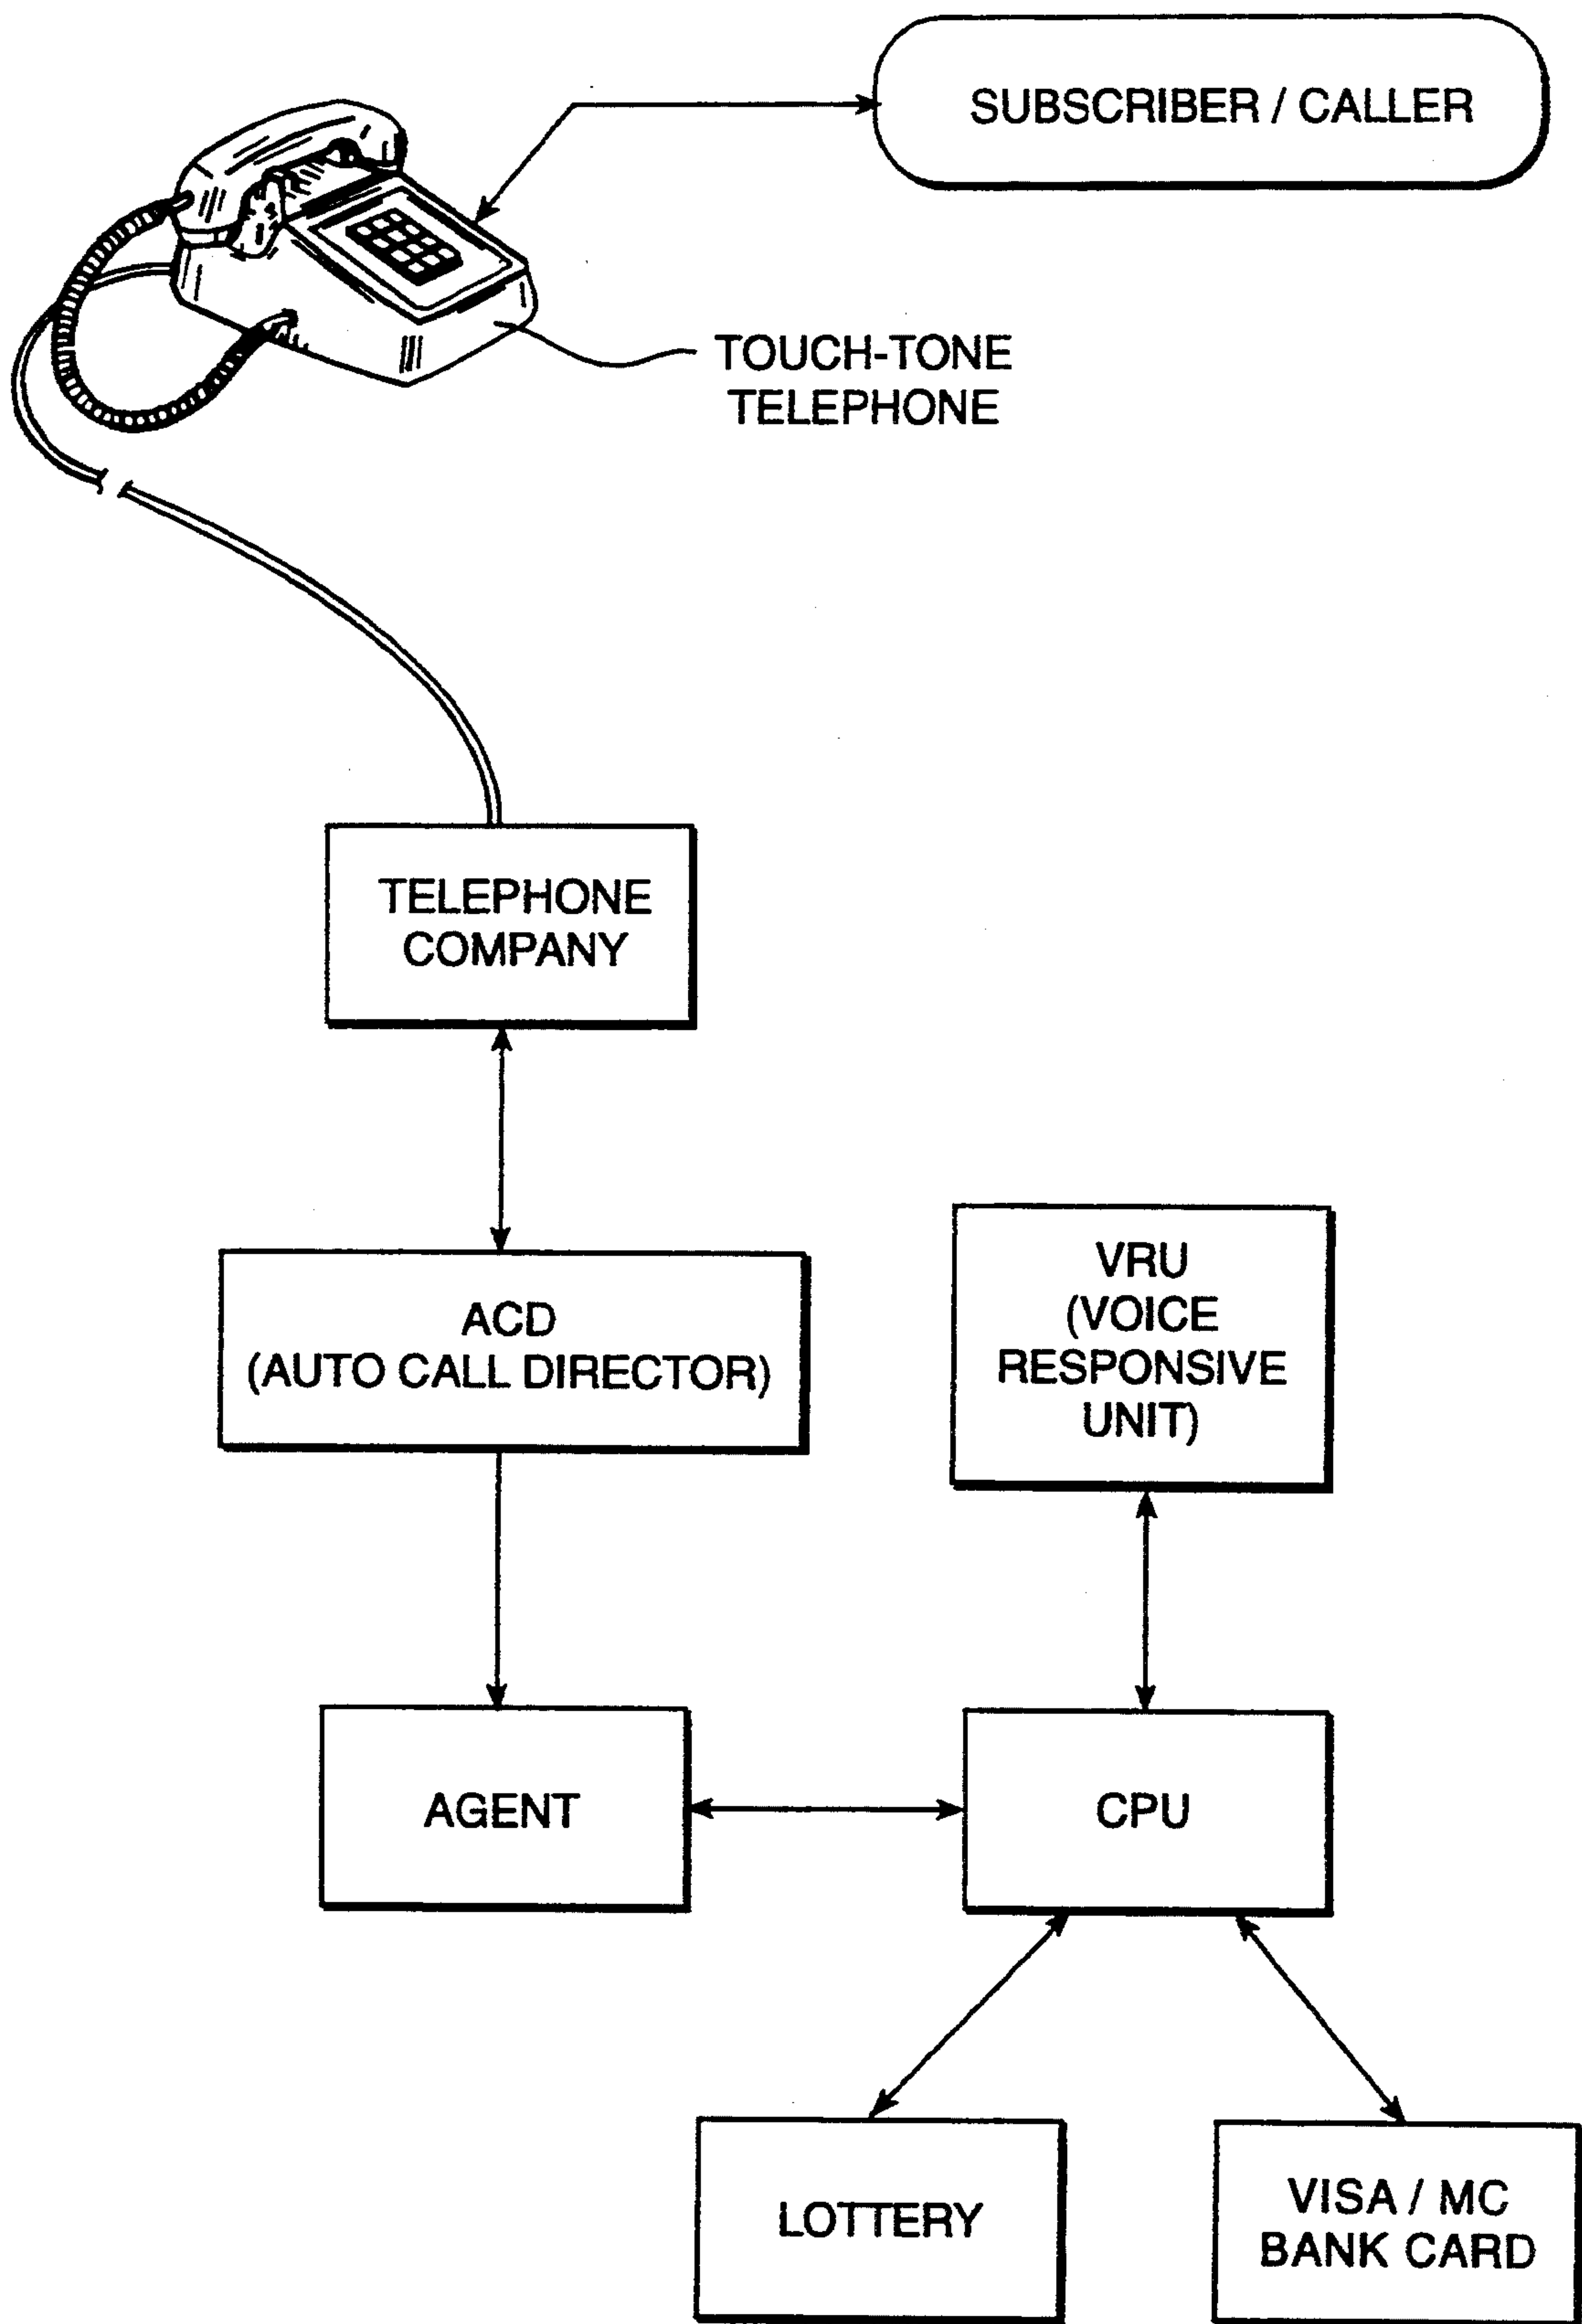 SUBSCRIBER / CALLER
TOUCH-TONE
TELEPHONE
TELEPHONE
COMPANY
ACD
(AUTO CALL DIRECTOR)
VRU
(VOICE
RESPONSIVE
UNIT)
AGENT
CPU
LOTTERY
VISA / MC
BANK CARD